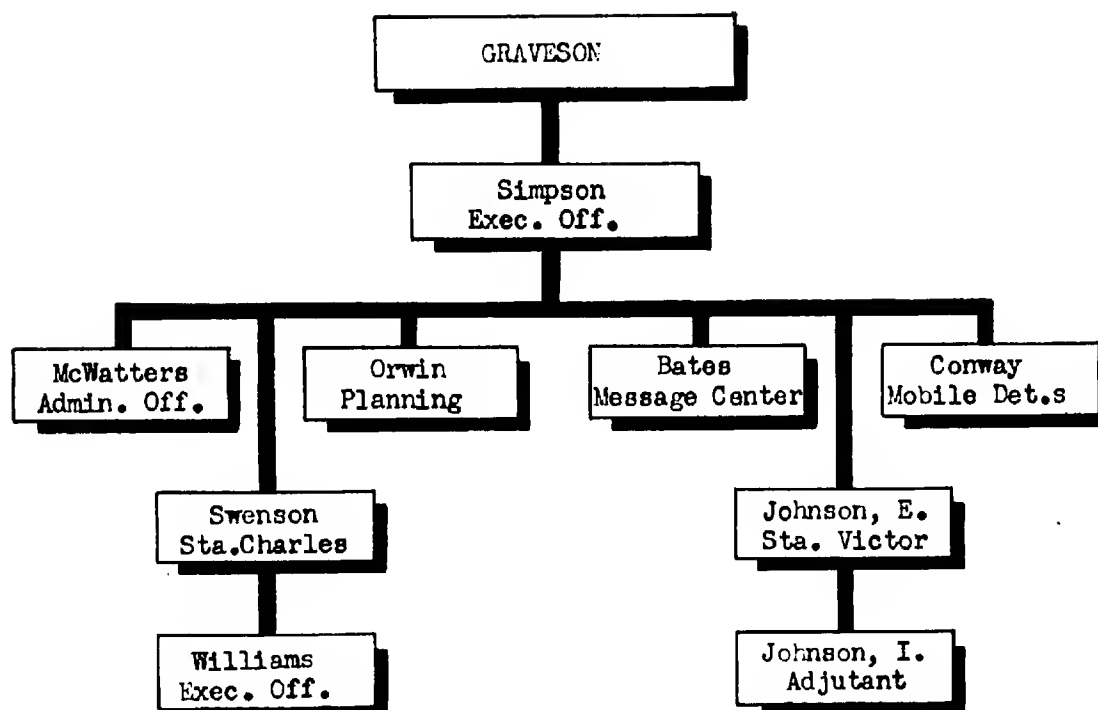 GRAVESON
Simpson
Exec. Off.
McWatters
Admin. Off.
Orwin
Planning
Bates
Message Center
Conway
Mobile Det.s
Swenson
Sta.Charles
Johnson, E.
Sta. Victor
Williams
Exec. Off.
Johnson, I.
Adjutant